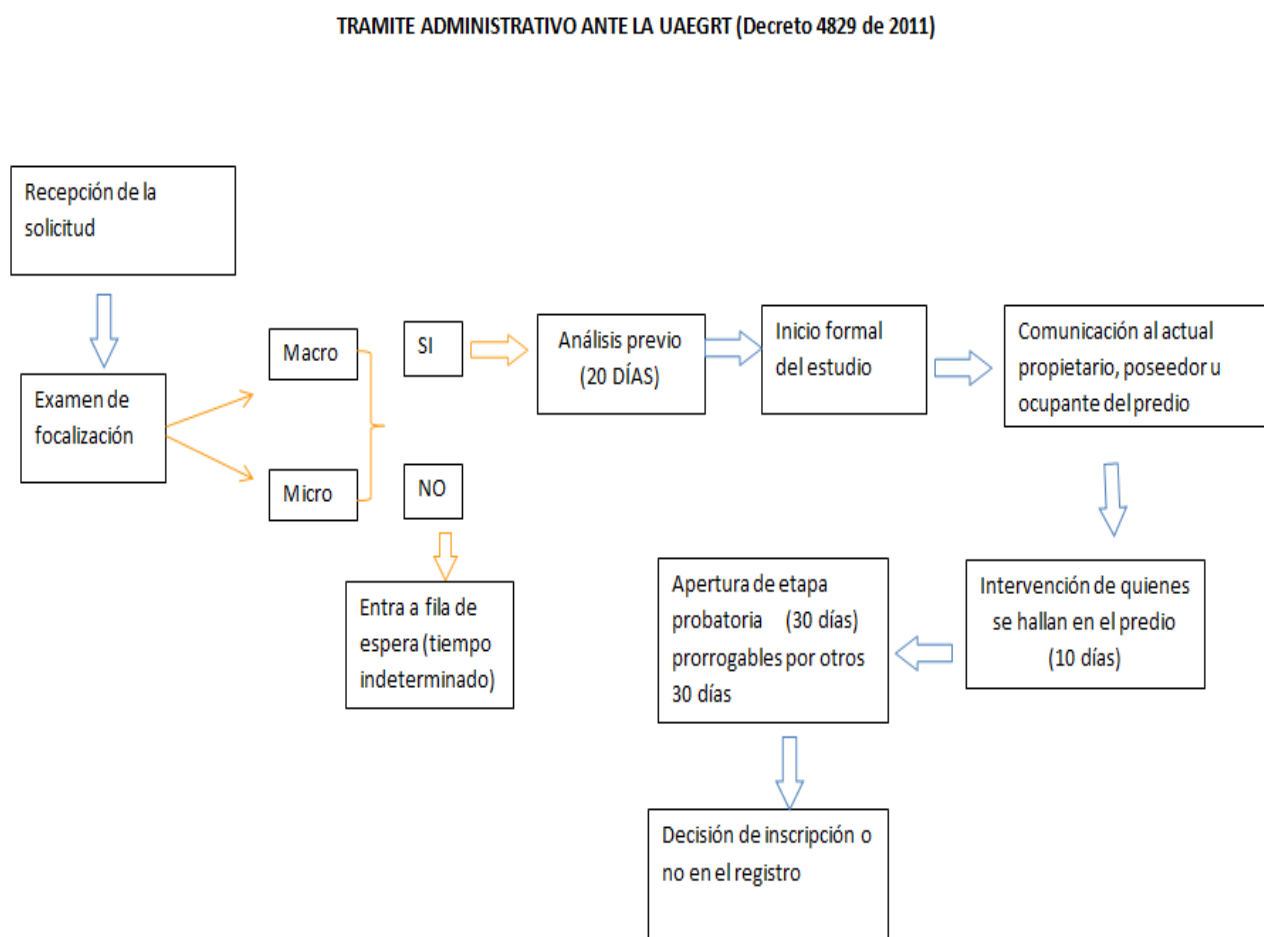 TRAMITE ADMINISTRATIVO ANTE LA UAEGRT (Decreto 4829 de 2011)
Recepción de la
solicitud
Examen de
focalización
Macro
Micro
SI
NO
Entra a fila de
espera (tiempo
indeterminado)
Análisis previo
(20 DÍAS)
Inicio formal
del estudio
Comunicación al actual
propietario, poseedor u
ocupante del predio
Intervención de quienes
se hallan en el predio
(10 días)
Apertura de etapa
probatoria (30 días)
prorrogables por otros
30 días
Decisión de inscripción o
no en el registro